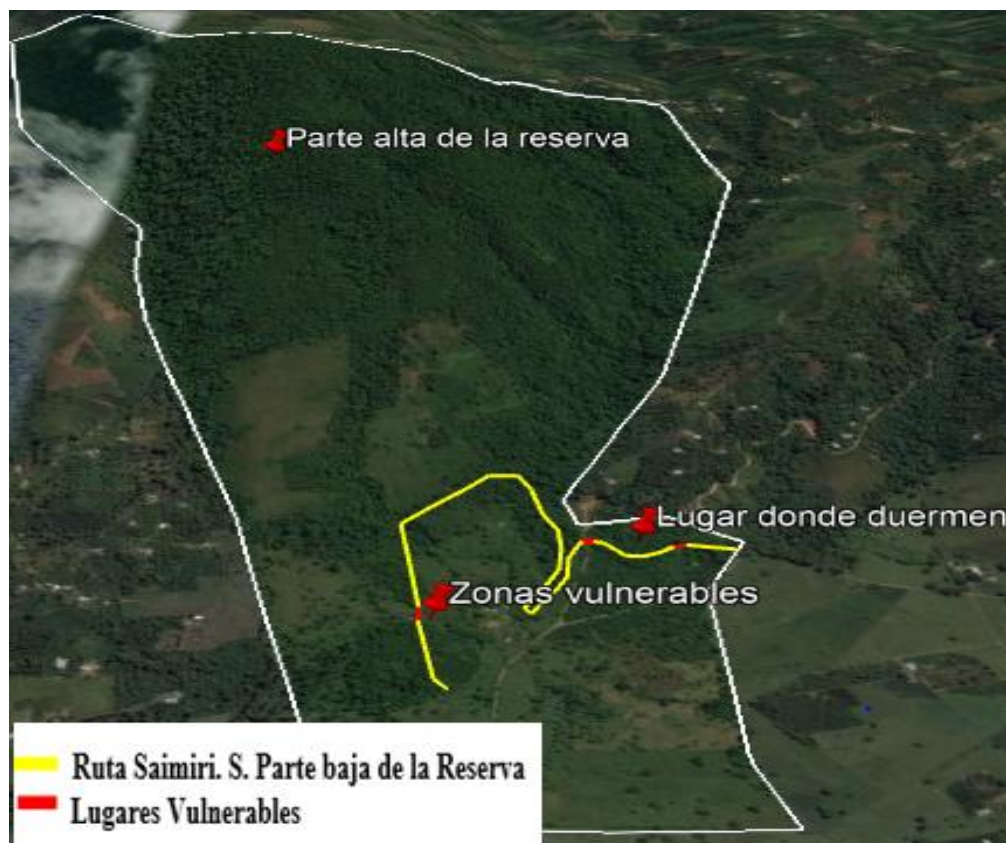 Parte alta de la reserva
Lugar donde duermen
Zonas vulnerables
Ruta Saimiri. S. Parte baja de la Reserva
Lugares Vulnerables